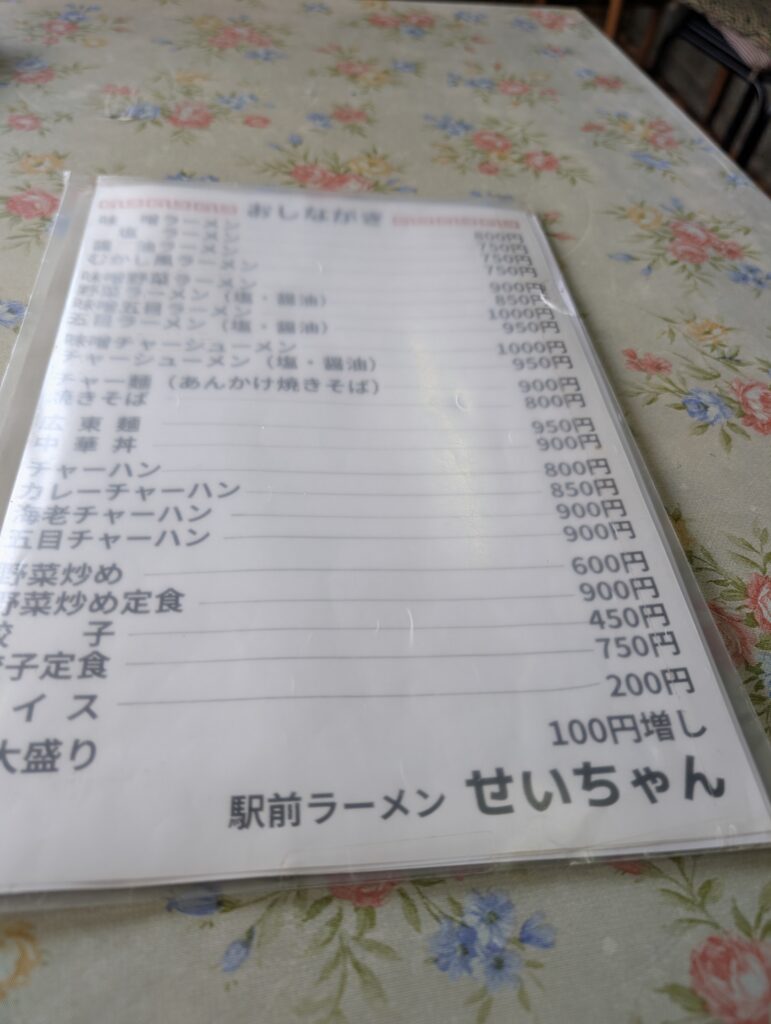 おしながき
味噌ラーメン 800円
塩ラーメン 750円
醤油ラーメン 750円
むかし風ラーメン 750円
味噌野菜ラーメン 900円
野菜ラーメン（塩・醤油） 850円
味噌五目ラーメン 1000円
五目ラーメン（塩・醤油） 950円
味噌チャーシューメン 1000円
チャーシューメン（塩・醤油） 950円
チャー麺（あんかけ焼きそば） 900円
焼きそば 800円
広東麺 950円
中華丼 900円
チャーハン 800円
カレーチャーハン 850円
海老チャーハン 900円
五目チャーハン 900円
野菜炒め 600円
野菜炒め定食 900円
餃子 450円
餃子定食 750円
イス 200円
大盛り 100円増し
駅前ラーメン せいちゃん